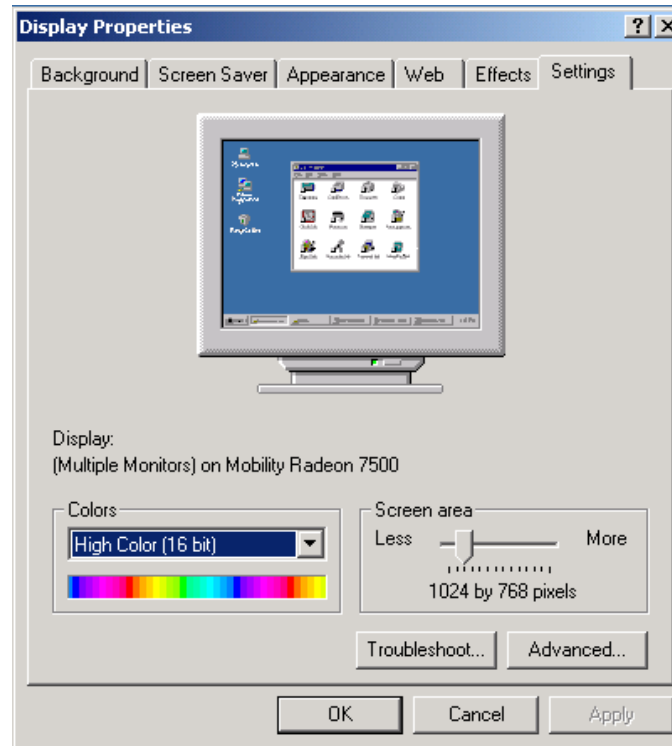 Display Properties
Background Screen Saver Appearance Web Effects Settings
Display:
(Multiple Monitors) on Mobility Radeon 7500
Colors
High Color (16 bit)
Screen area
Less More
1024 by 768 pixels
Troubleshoot... Advanced...
OK Cancel Apply